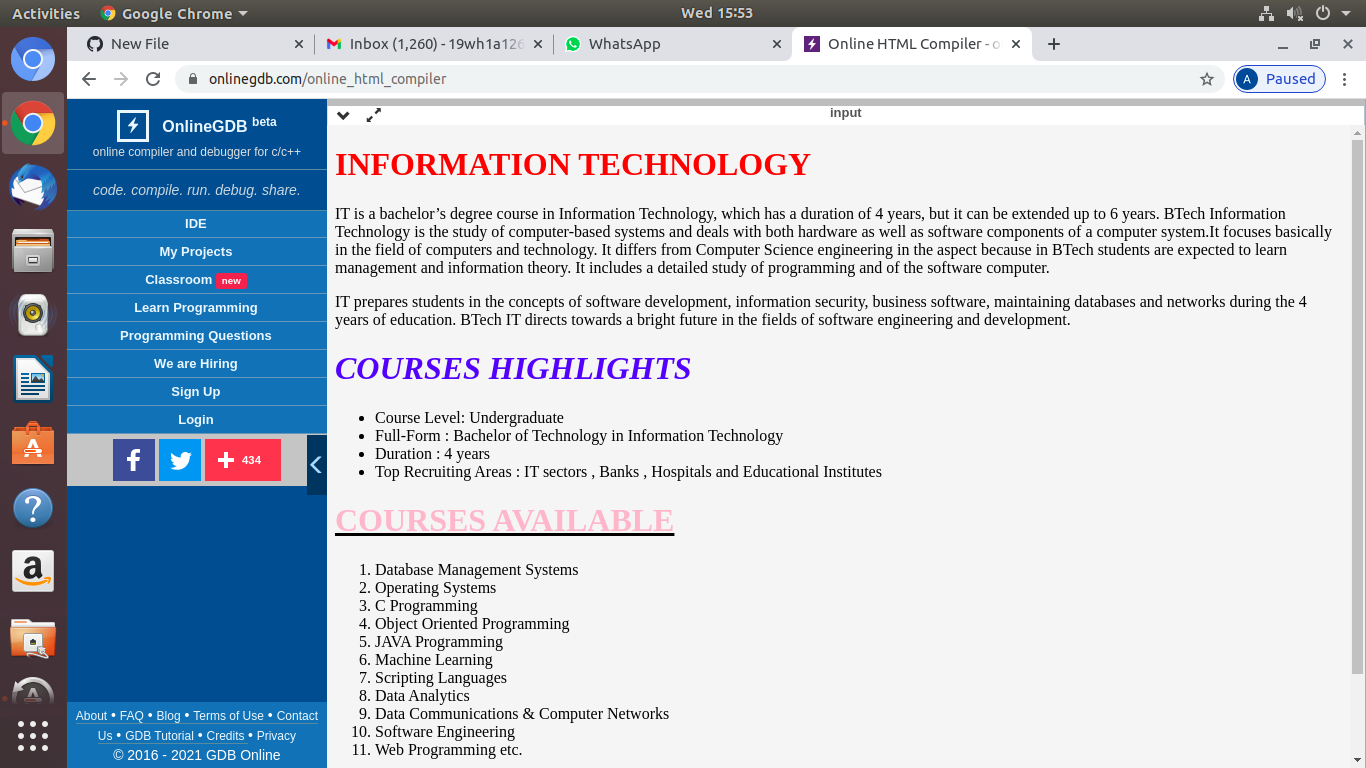 Activities Google Chrome Wed 15:53
New File Inbox (1,260) - 19wh1a126 WhatsApp Online HTML Compiler - o
onlinegdb.com/online_html_compiler A Paused
OnlineGDB beta
online compiler and debugger for c/c++
code. compile. run. debug. share.
IDE
My Projects
Classroom new
Learn Programming
Programming Questions
We are Hiring
Sign Up
Login
434
About • FAQ • Blog • Terms of Use • Contact
Us • GDB Tutorial • Credits • Privacy
© 2016 - 2021 GDB Online
input
INFORMATION TECHNOLOGY
IT is a bachelor’s degree course in Information Technology, which has a duration of 4 years, but it can be extended up to 6 years. BTech Information
Technology is the study of computer-based systems and deals with both hardware as well as software components of a computer system.It focuses basically
in the field of computers and technology. It differs from Computer Science engineering in the aspect because in BTech students are expected to learn
management and information theory. It includes a detailed study of programming and of the software computer.
IT prepares students in the concepts of software development, information security, business software, maintaining databases and networks during the 4
years of education. BTech IT directs towards a bright future in the fields of software engineering and development.
COURSES HIGHLIGHTS
• Course Level: Undergraduate
• Full-Form : Bachelor of Technology in Information Technology
• Duration : 4 years
• Top Recruiting Areas : IT sectors , Banks , Hospitals and Educational Institutes
COURSES AVAILABLE
1. Database Management Systems
2. Operating Systems
3. C Programming
4. Object Oriented Programming
5. JAVA Programming
6. Machine Learning
7. Scripting Languages
8. Data Analytics
9. Data Communications & Computer Networks
10. Software Engineering
11. Web Programming etc.